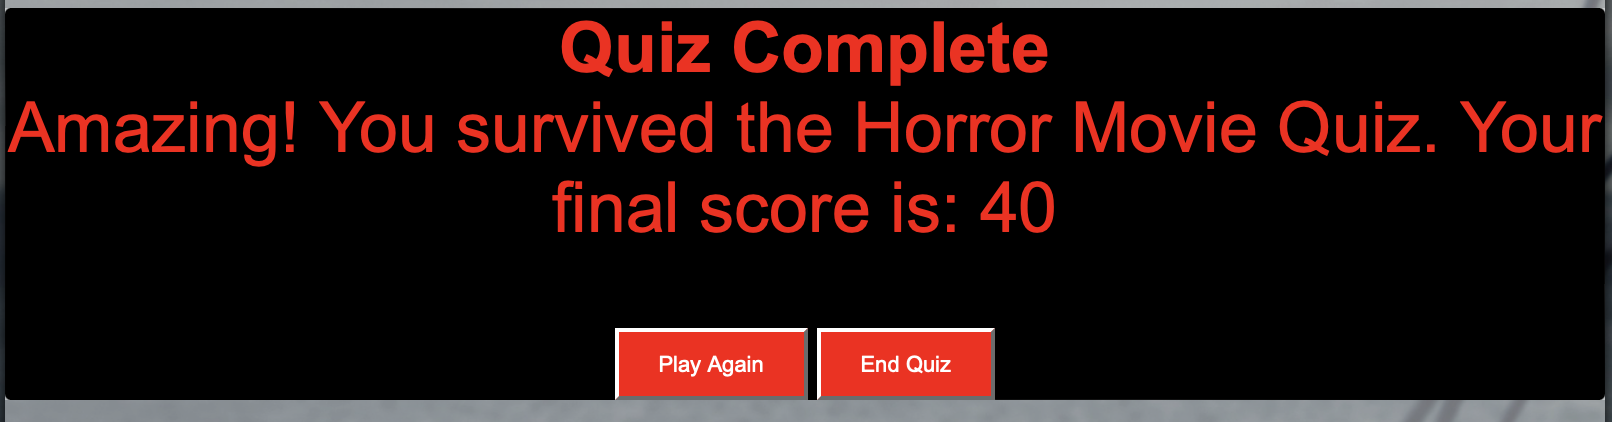 Quiz Complete
Amazing! You survived the Horror Movie Quiz. Your
final score is: 40
Play Again
End Quiz